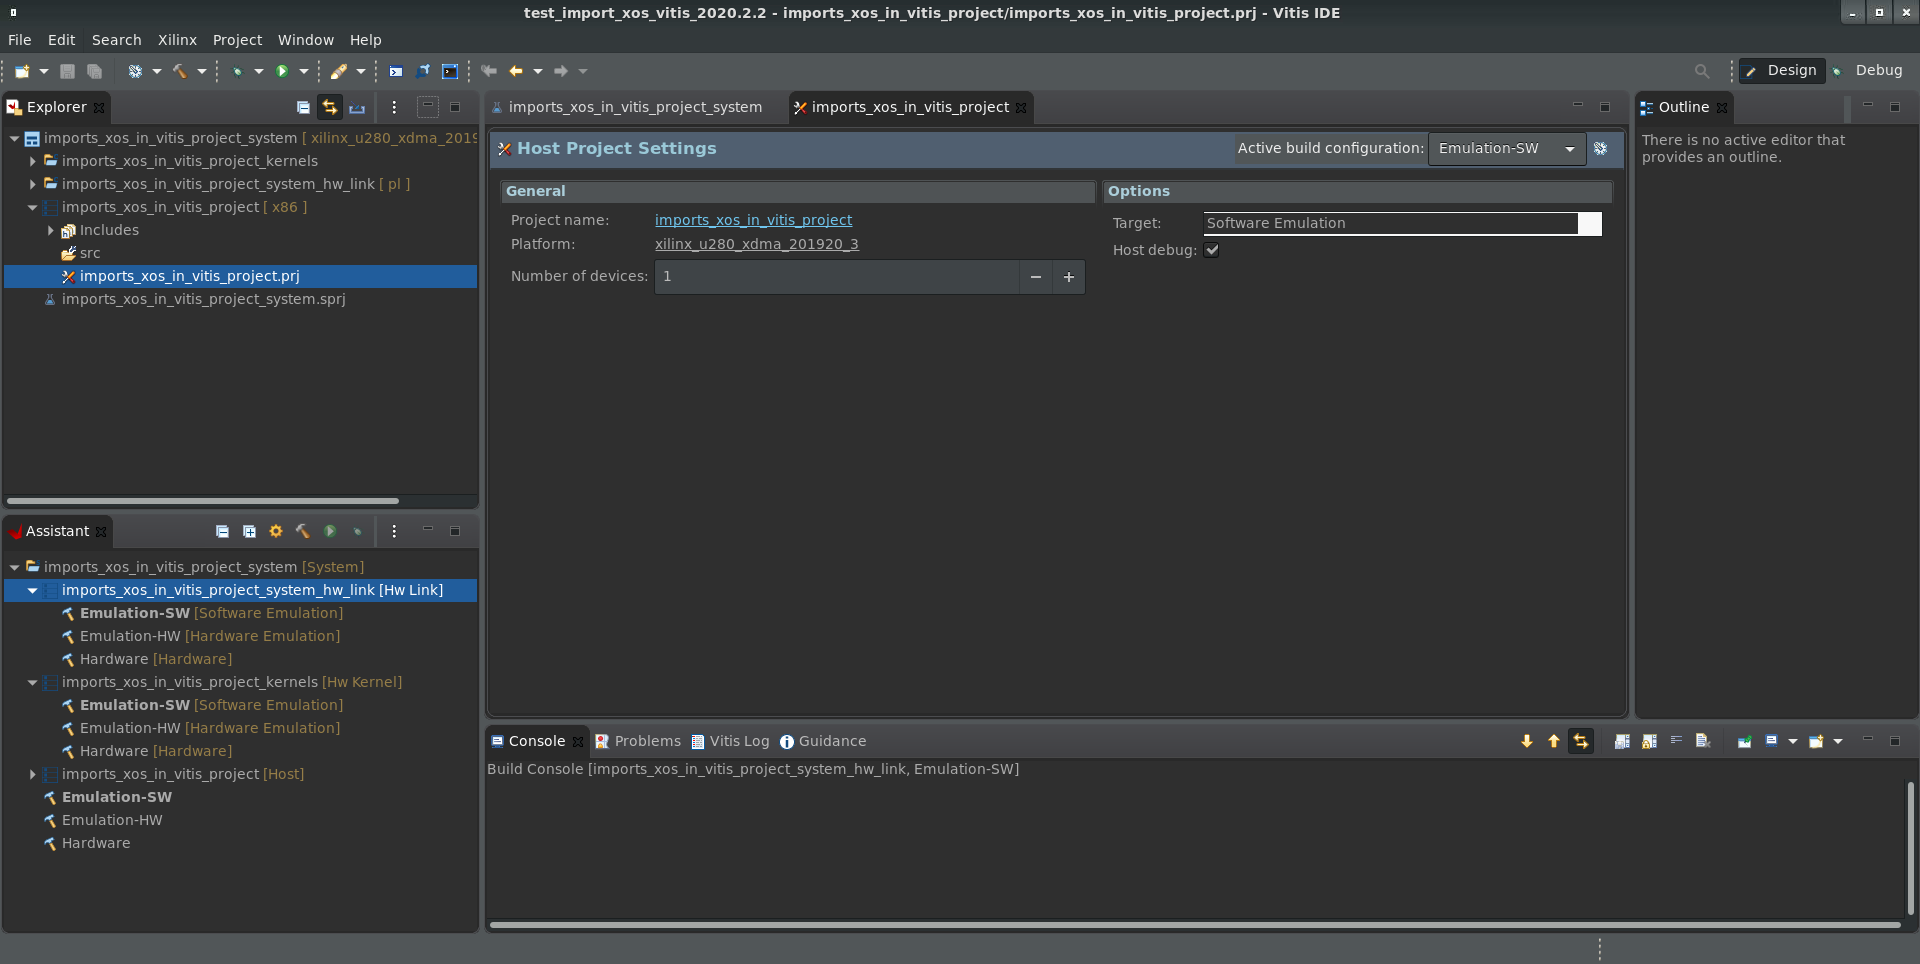 test_import_xos_vitis_2020.2.2 - imports_xos_in_vitis_project/imports_xos_in_vitis_project.prj - Vitis IDE
File Edit Search Xilinx Project Window Help
Design Debug
Explorer
imports_xos_in_vitis_project_system [ xilinx_u280_xdma_2019
imports_xos_in_vitis_project_kernels
imports_xos_in_vitis_project_system_hw_link [ pl ]
imports_xos_in_vitis_project [ x86 ]
Includes
src
imports_xos_in_vitis_project.prj
imports_xos_in_vitis_project_system.sprj
Assistant
imports_xos_in_vitis_project_system [System]
imports_xos_in_vitis_project_system_hw_link [Hw Link]
Emulation-SW [Software Emulation]
Emulation-HW [Hardware Emulation]
Hardware [Hardware]
imports_xos_in_vitis_project_kernels [Hw Kernel]
Emulation-SW [Software Emulation]
Emulation-HW [Hardware Emulation]
Hardware [Hardware]
imports_xos_in_vitis_project [Host]
Emulation-SW
Emulation-HW
Hardware
imports_xos_in_vitis_project_system imports_xos_in_vitis_project
Host Project Settings Active build configuration: Emulation-SW
General
Project name: imports_xos_in_vitis_project
Platform: xilinx_u280_xdma_201920_3
Number of devices: 1
Options
Target: Software Emulation
Host debug:
Outline
There is no active editor that
provides an outline.
Console Problems Vitis Log Guidance
Build Console [imports_xos_in_vitis_project_system_hw_link, Emulation-SW]